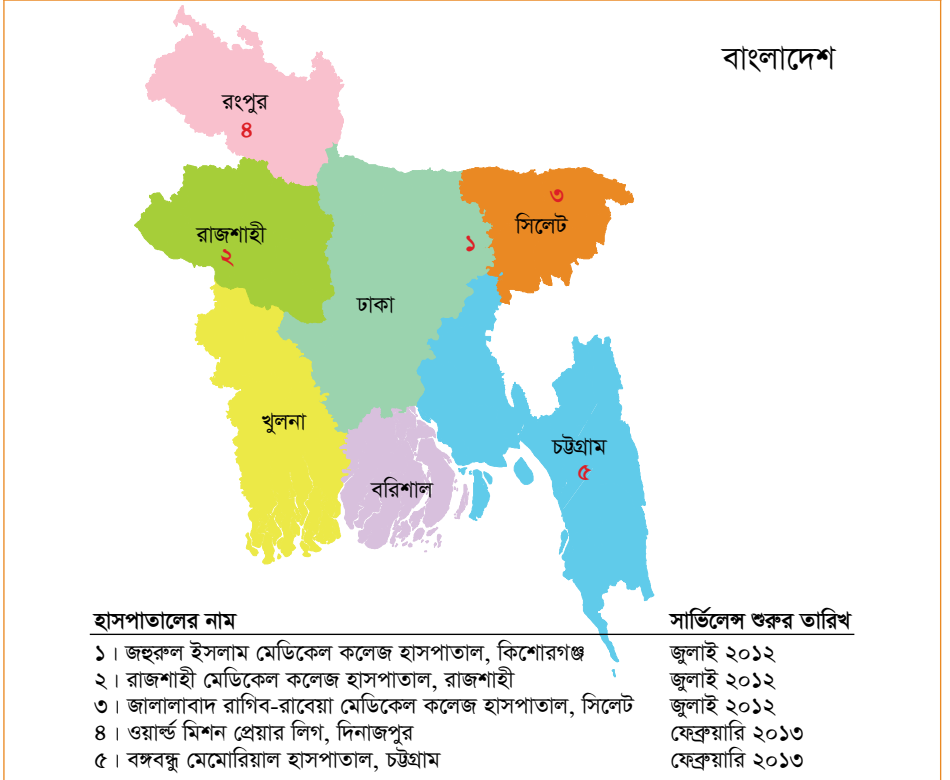 বাংলাদেশ
রংপুর
৪
৩
সিলেট
রাজশাহী
২
১
ঢাকা
খুলনা
চট্টগ্রাম
৫
বরিশাল
হাসপাতালের নাম সার্ভিলেন্স শুরুর তারিখ
১। জহুরুল ইসলাম মেডিকেল কলেজ হাসপাতাল, কিশোরগঞ্জ জুলাই ২০১২
২। রাজশাহী মেডিকেল কলেজ হাসপাতাল, রাজশাহী জুলাই ২০১২
৩। জালালাবাদ রাগিব-রাবেয়া মেডিকেল কলেজ হাসপাতাল, সিলেট জুলাই ২০১২
৪। ওয়ার্ল্ড মিশন প্রেয়ার লিগ, দিনাজপুর ফেব্রুয়ারি ২০১৩
৫। বঙ্গবন্ধু মেমোরিয়াল হাসপাতাল, চট্টগ্রাম ফেব্রুয়ারি ২০১৩